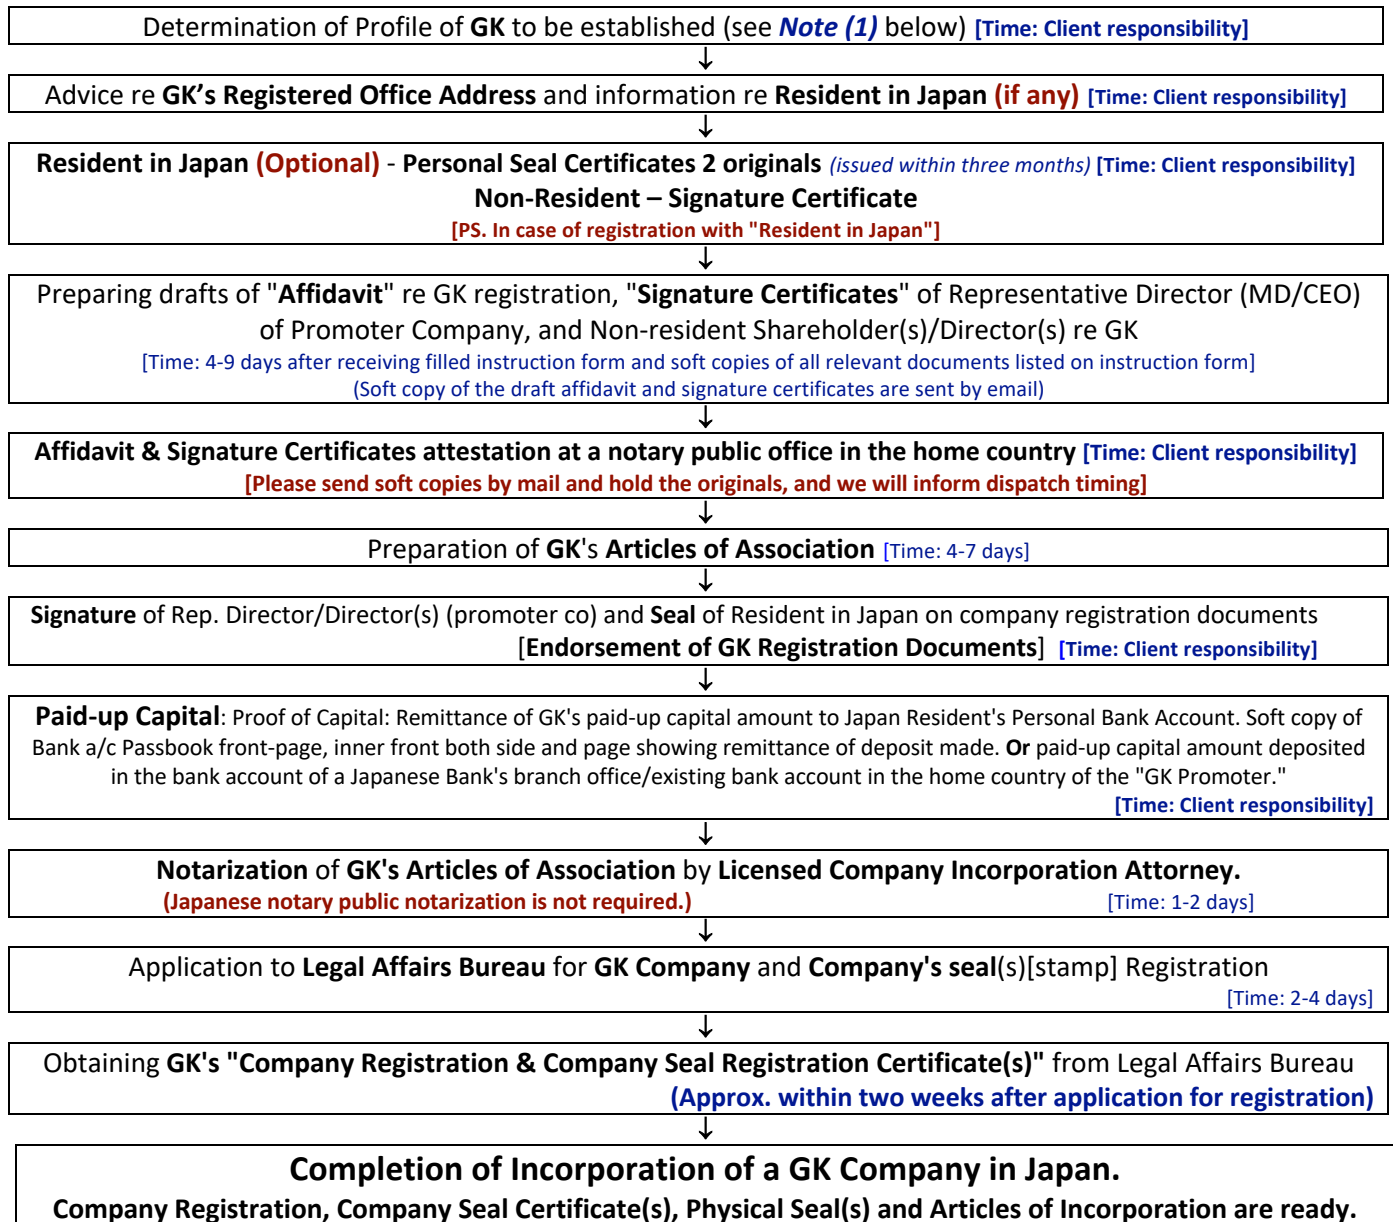 Determination of Profile of GK to be established (see Note (1) below) [Time: Client responsibility]
↓
Advice re GK’s Registered Office Address and information re Resident in Japan (if any) [Time: Client responsibility]
↓
Resident in Japan (Optional) - Personal Seal Certificates 2 originals (issued within three months) [Time: Client responsibility]
Non-Resident – Signature Certificate
[PS. In case of registration with "Resident in Japan"]
↓
Preparing drafts of "Affidavit" re GK registration, "Signature Certificates" of Representative Director (MD/CEO)
of Promoter Company, and Non-resident Shareholder(s)/Director(s) re GK
[Time: 4-9 days after receiving filled instruction form and soft copies of all relevant documents listed on instruction form]
(Soft copy of the draft affidavit and signature certificates are sent by email)
↓
Affidavit & Signature Certificates attestation at a notary public office in the home country [Time: Client responsibility]
[Please send soft copies by mail and hold the originals, and we will inform dispatch timing]
↓
Preparation of GK's Articles of Association [Time: 4-7 days]
↓
Signature of Rep. Director/Director(s) (promoter co) and Seal of Resident in Japan on company registration documents
[Endorsement of GK Registration Documents] [Time: Client responsibility]
↓
Paid-up Capital: Proof of Capital: Remittance of GK's paid-up capital amount to Japan Resident's Personal Bank Account. Soft copy of
Bank a/c Passbook front-page, inner front both side and page showing remittance of deposit made. Or paid-up capital amount deposited
in the bank account of a Japanese Bank's branch office/existing bank account in the home country of the "GK Promoter."
[Time: Client responsibility]
↓
Notarization of GK's Articles of Association by Licensed Company Incorporation Attorney.
(Japanese notary public notarization is not required.) [Time: 1-2 days]
↓
Application to Legal Affairs Bureau for GK Company and Company's seal(s)[stamp] Registration
[Time: 2-4 days]
↓
Obtaining GK's "Company Registration & Company Seal Registration Certificate(s)" from Legal Affairs Bureau
(Approx. within two weeks after application for registration)
↓
Completion of Incorporation of a GK Company in Japan.
Company Registration, Company Seal Certificate(s), Physical Seal(s) and Articles of Incorporation are ready.